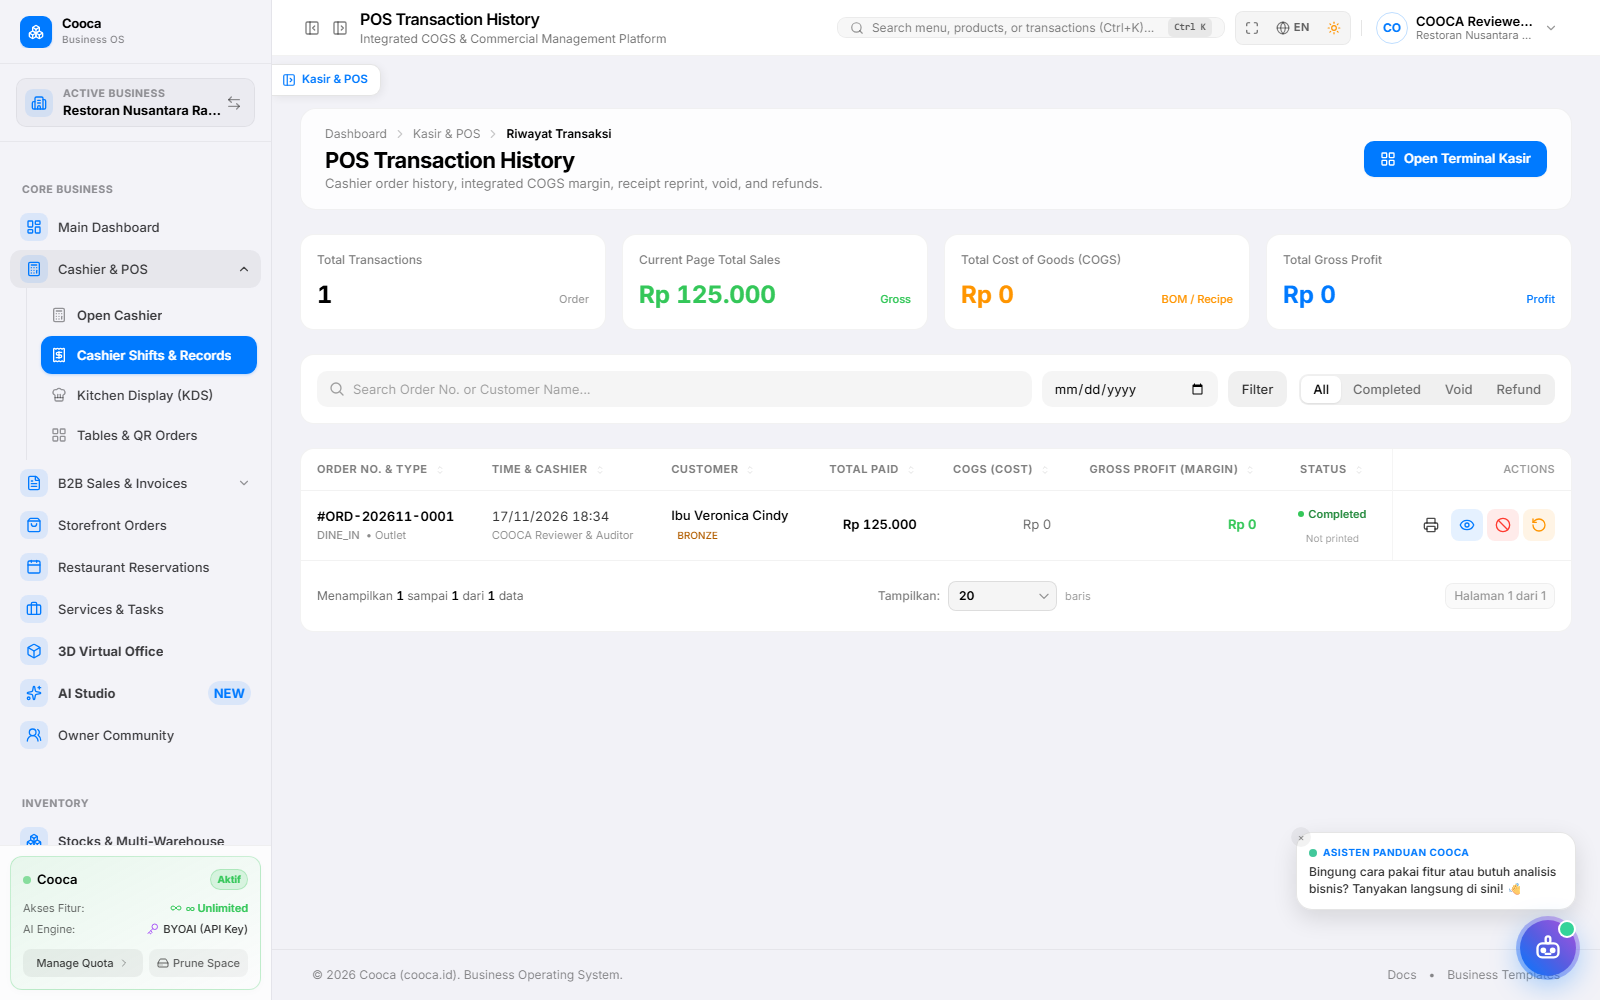 Cooca
Business OS
ACTIVE BUSINESS
Restoran Nusantara Ra...
CORE BUSINESS
Main Dashboard
Cashier & POS
Open Cashier
Cashier Shifts & Records
Kitchen Display (KDS)
Tables & QR Orders
B2B Sales & Invoices
Storefront Orders
Restaurant Reservations
Services & Tasks
3D Virtual Office
AI Studio NEW
Owner Community
INVENTORY
Stocks & Multi-Warehouse
Cooca Aktif
Akses Fitur: ∞ Unlimited
AI Engine: BYOAI (API Key)
Manage Quota Prune Space
POS Transaction History
Integrated COGS & Commercial Management Platform
Search menu, products, or transactions (Ctrl+K)... Ctrl K
EN
CO
COOCA Reviewe...
Restoran Nusantara ...
Kasir & POS
Dashboard > Kasir & POS > Riwayat Transaksi
POS Transaction History
Cashier order history, integrated COGS margin, receipt reprint, void, and refunds.
Open Terminal Kasir
Total Transactions
1 Order
Current Page Total Sales
Rp 125.000 Gross
Total Cost of Goods (COGS)
Rp 0 BOM / Recipe
Total Gross Profit
Rp 0 Profit
Search Order No. or Customer Name...
mm/dd/yyyy
Filter
All Completed Void Refund
ORDER NO. & TYPE TIME & CASHIER CUSTOMER TOTAL PAID COGS (COST) GROSS PROFIT (MARGIN) STATUS ACTIONS
#ORD-202611-0001 17/11/2026 18:34 Ibu Veronica Cindy Rp 125.000 Rp 0 Rp 0 Completed
DINE_IN • Outlet COOCA Reviewer & Auditor BRONZE Not printed
Menampilkan 1 sampai 1 dari 1 data
Tampilkan: 20 baris
Halaman 1 dari 1
ASISTEN PANDUAN COOCA
Bingung cara pakai fitur atau butuh analisis
bisnis? Tanyakan langsung di sini! 👋
© 2026 Cooca (cooca.id). Business Operating System.
Docs • Business Templates